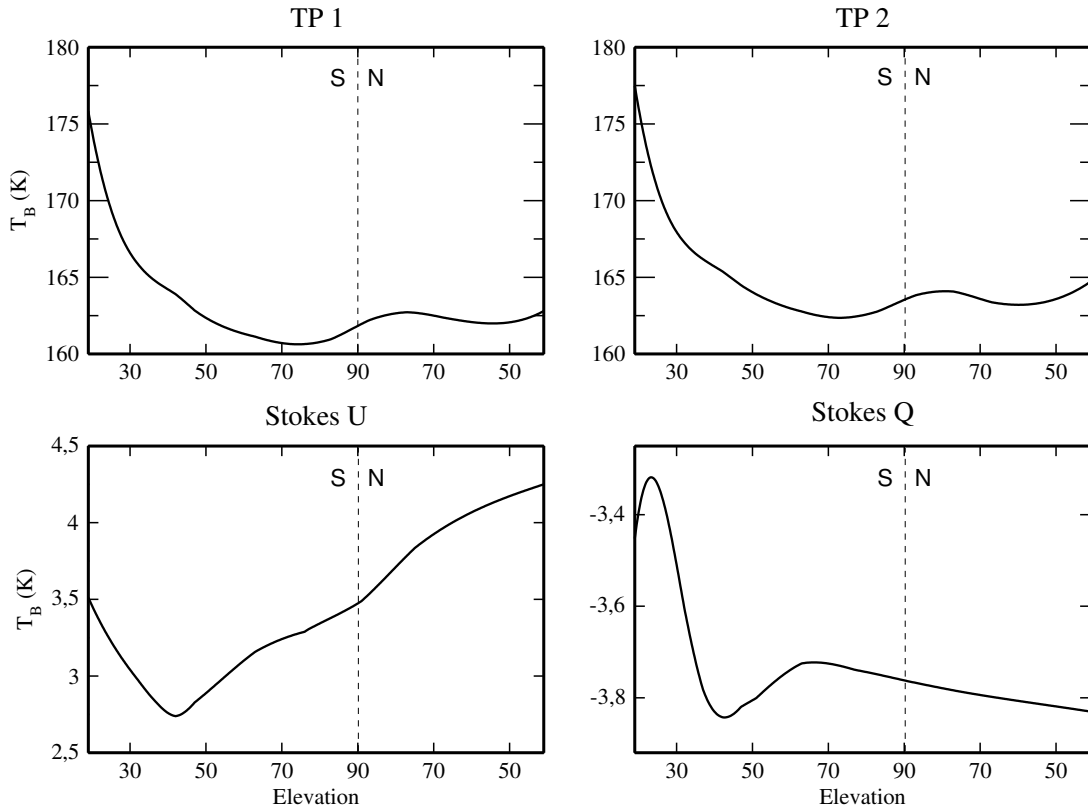 TP 1
180
175
170
165
160
T_B (K)
S N
30 50 70 90 70 50
TP 2
180
175
170
165
160
S N
30 50 70 90 70 50
Stokes U
4,5
4
3,5
3
2,5
T_B (K)
S N
30 50 70 90 70 50
Elevation
Stokes Q
-3,4
-3,6
-3,8
S N
30 50 70 90 70 50
Elevation